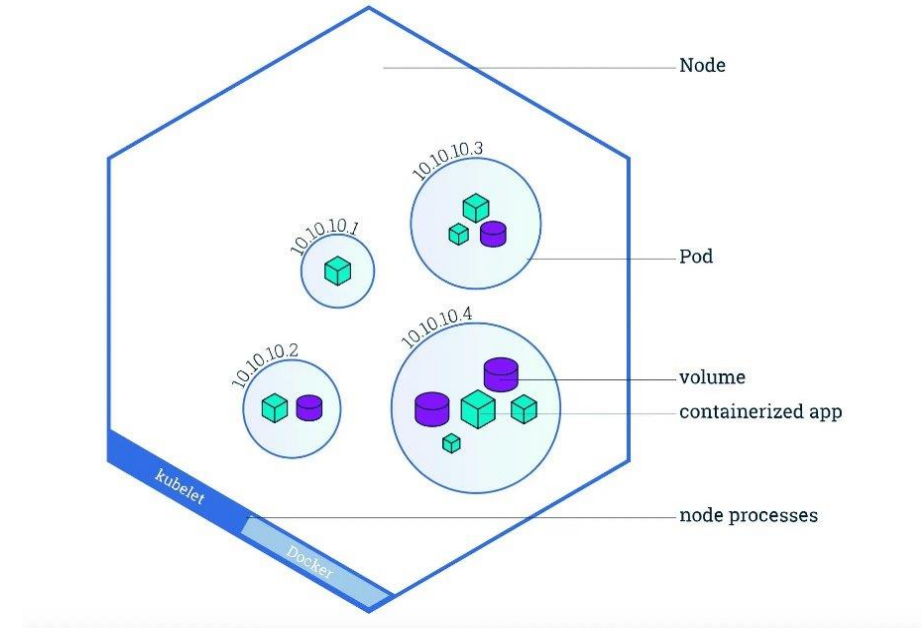 Node
10.10.10.3
10.10.10.1
Pod
10.10.10.4
10.10.10.2
volume
containerized app
kubelet
node processes
Docker